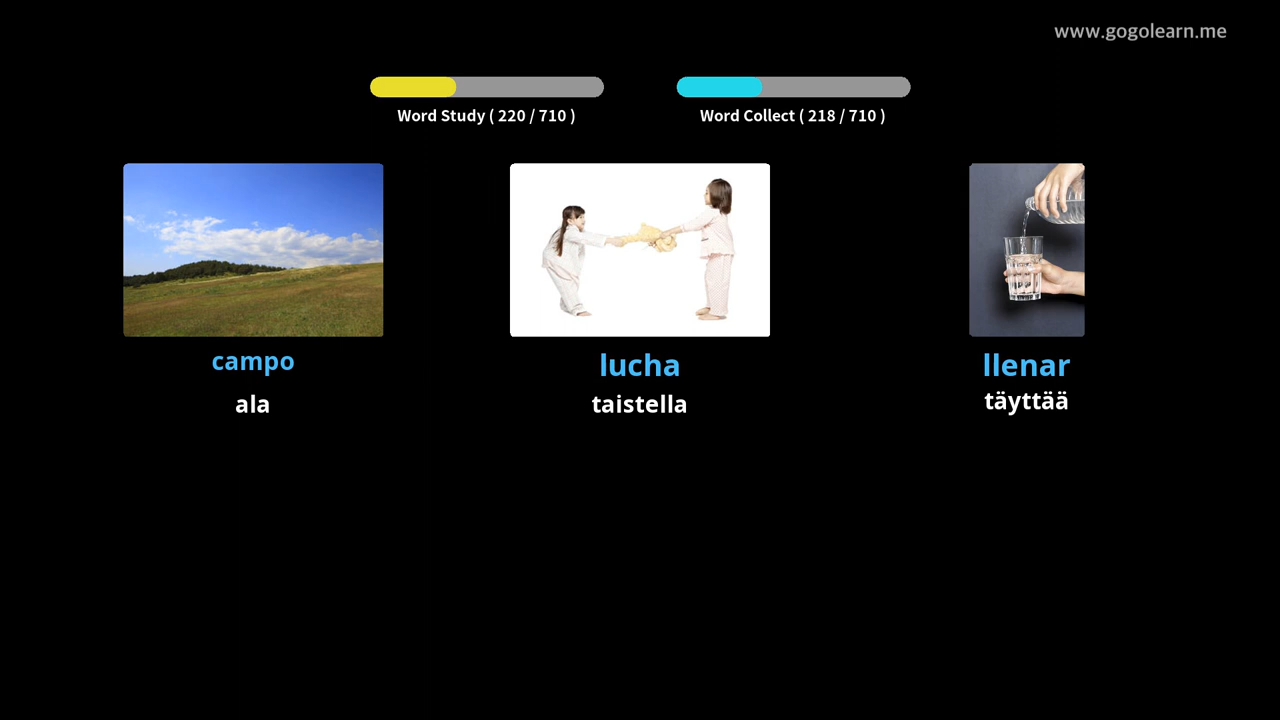 www.gogolearn.me
Word Study ( 220 / 710 )
Word Collect ( 218 / 710 )
campo
lucha
llenar
ala
taistella
täyttää